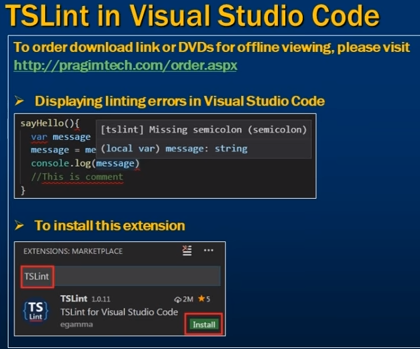 TSLint in Visual Studio Code
To order download link or DVDs for offline viewing, please visit
http://pragimtech.com/order.aspx
Displaying linting errors in Visual Studio Code
sayHello(){
var message
[tslint] Missing semicolon (semicolon)
message = me
(local var) message: string
console.log(message)
//This is comment
}
To install this extension
EXTENSIONS: MARKETPLACE
TSLint
TSLint 1.0.11 2M ★5
TS Lint
TSLint for Visual Studio Code
egamma
Install